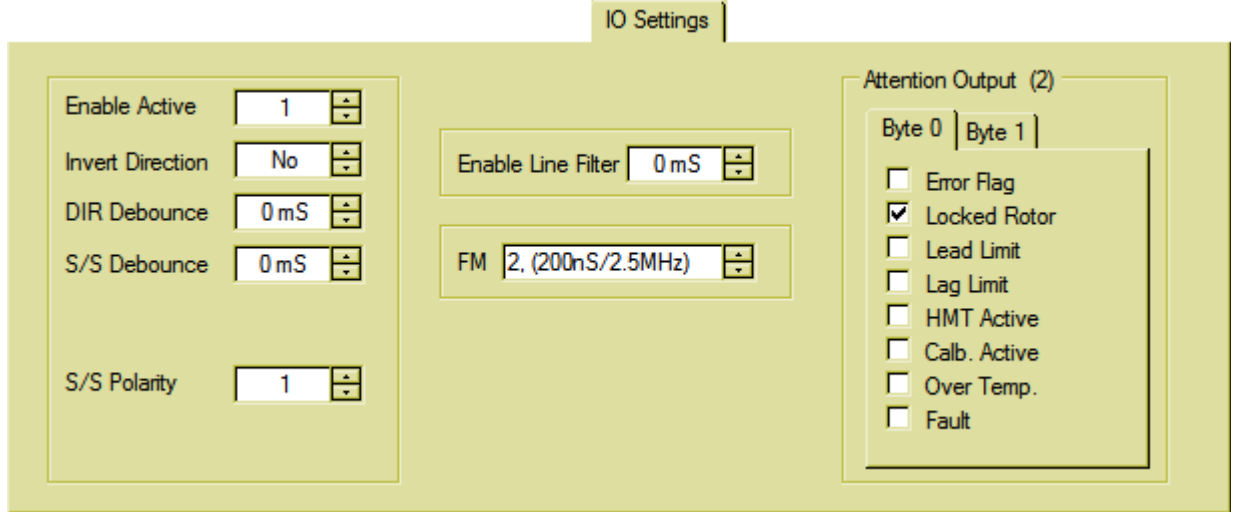 IO Settings
Enable Active 1
Invert Direction No
DIR Debounce 0 mS
S/S Debounce 0 mS
S/S Polarity 1
Enable Line Filter 0 mS
FM 2, (200nS/2.5MHz)
Attention Output (2)
Byte 0 Byte 1
Error Flag
Locked Rotor
Lead Limit
Lag Limit
HMT Active
Calb. Active
Over Temp.
Fault